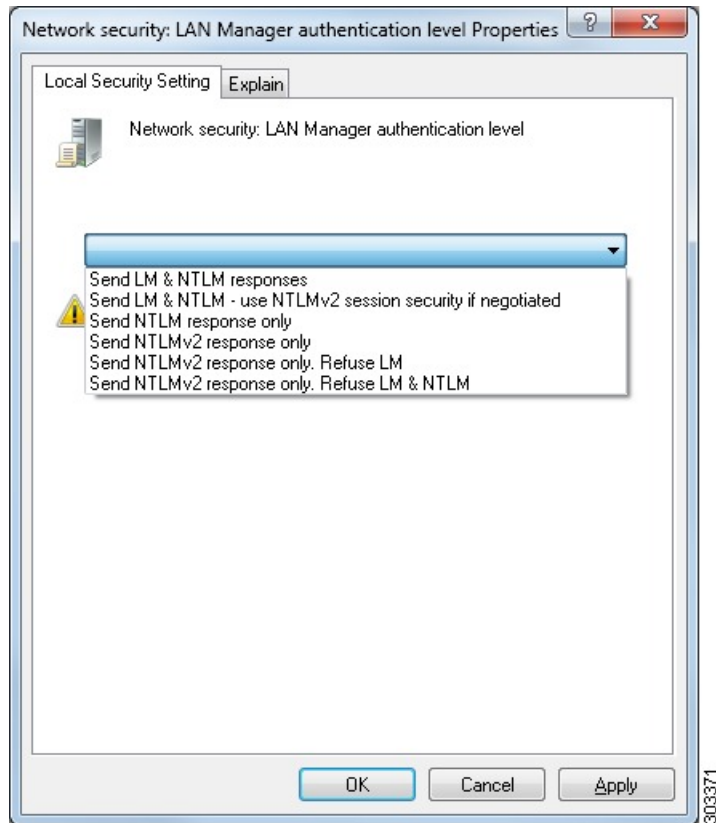 Network security: LAN Manager authentication level Properties
Local Security Setting
Explain
Network security: LAN Manager authentication level
Send LM & NTLM responses
Send LM & NTLM - use NTLMv2 session security if negotiated
Send NTLM response only
Send NTLMv2 response only
Send NTLMv2 response only. Refuse LM
Send NTLMv2 response only. Refuse LM & NTLM
OK
Cancel
Apply
303371